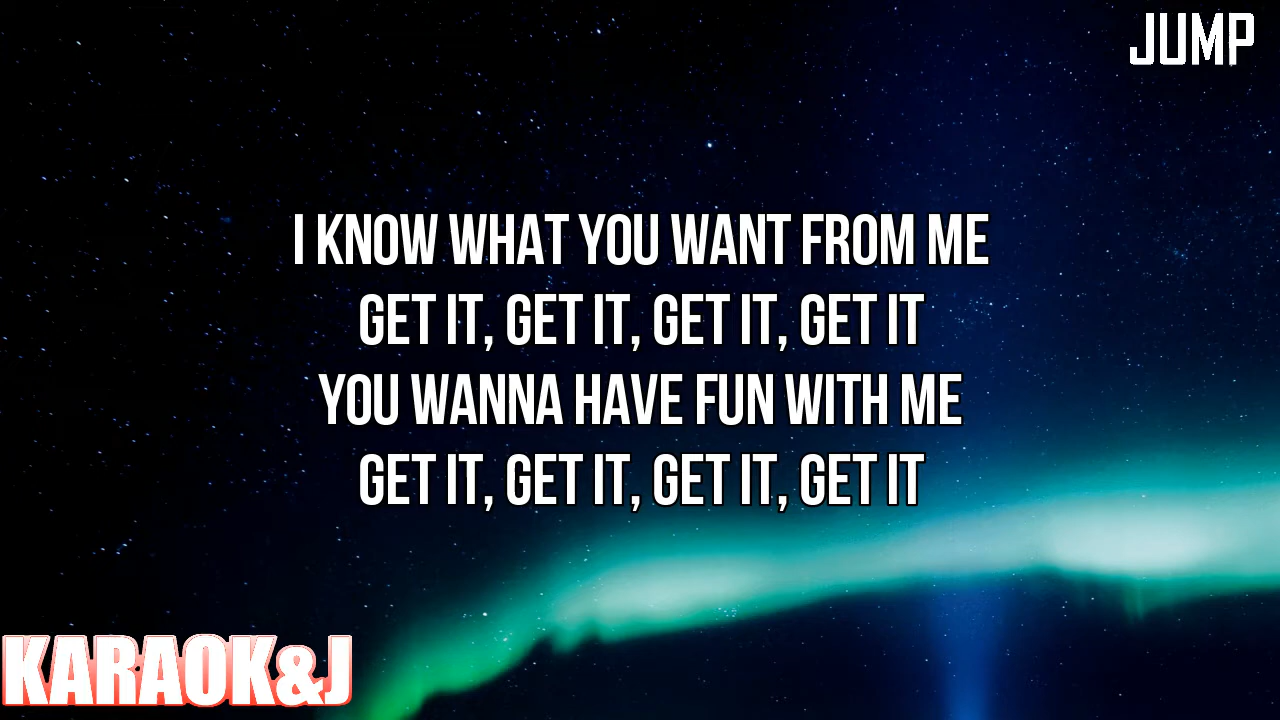 JUMP
I KNOW WHAT YOU WANT FROM ME
GET IT, GET IT, GET IT, GET IT
YOU WANNA HAVE FUN WITH ME
GET IT, GET IT, GET IT, GET IT
KARAOK&J